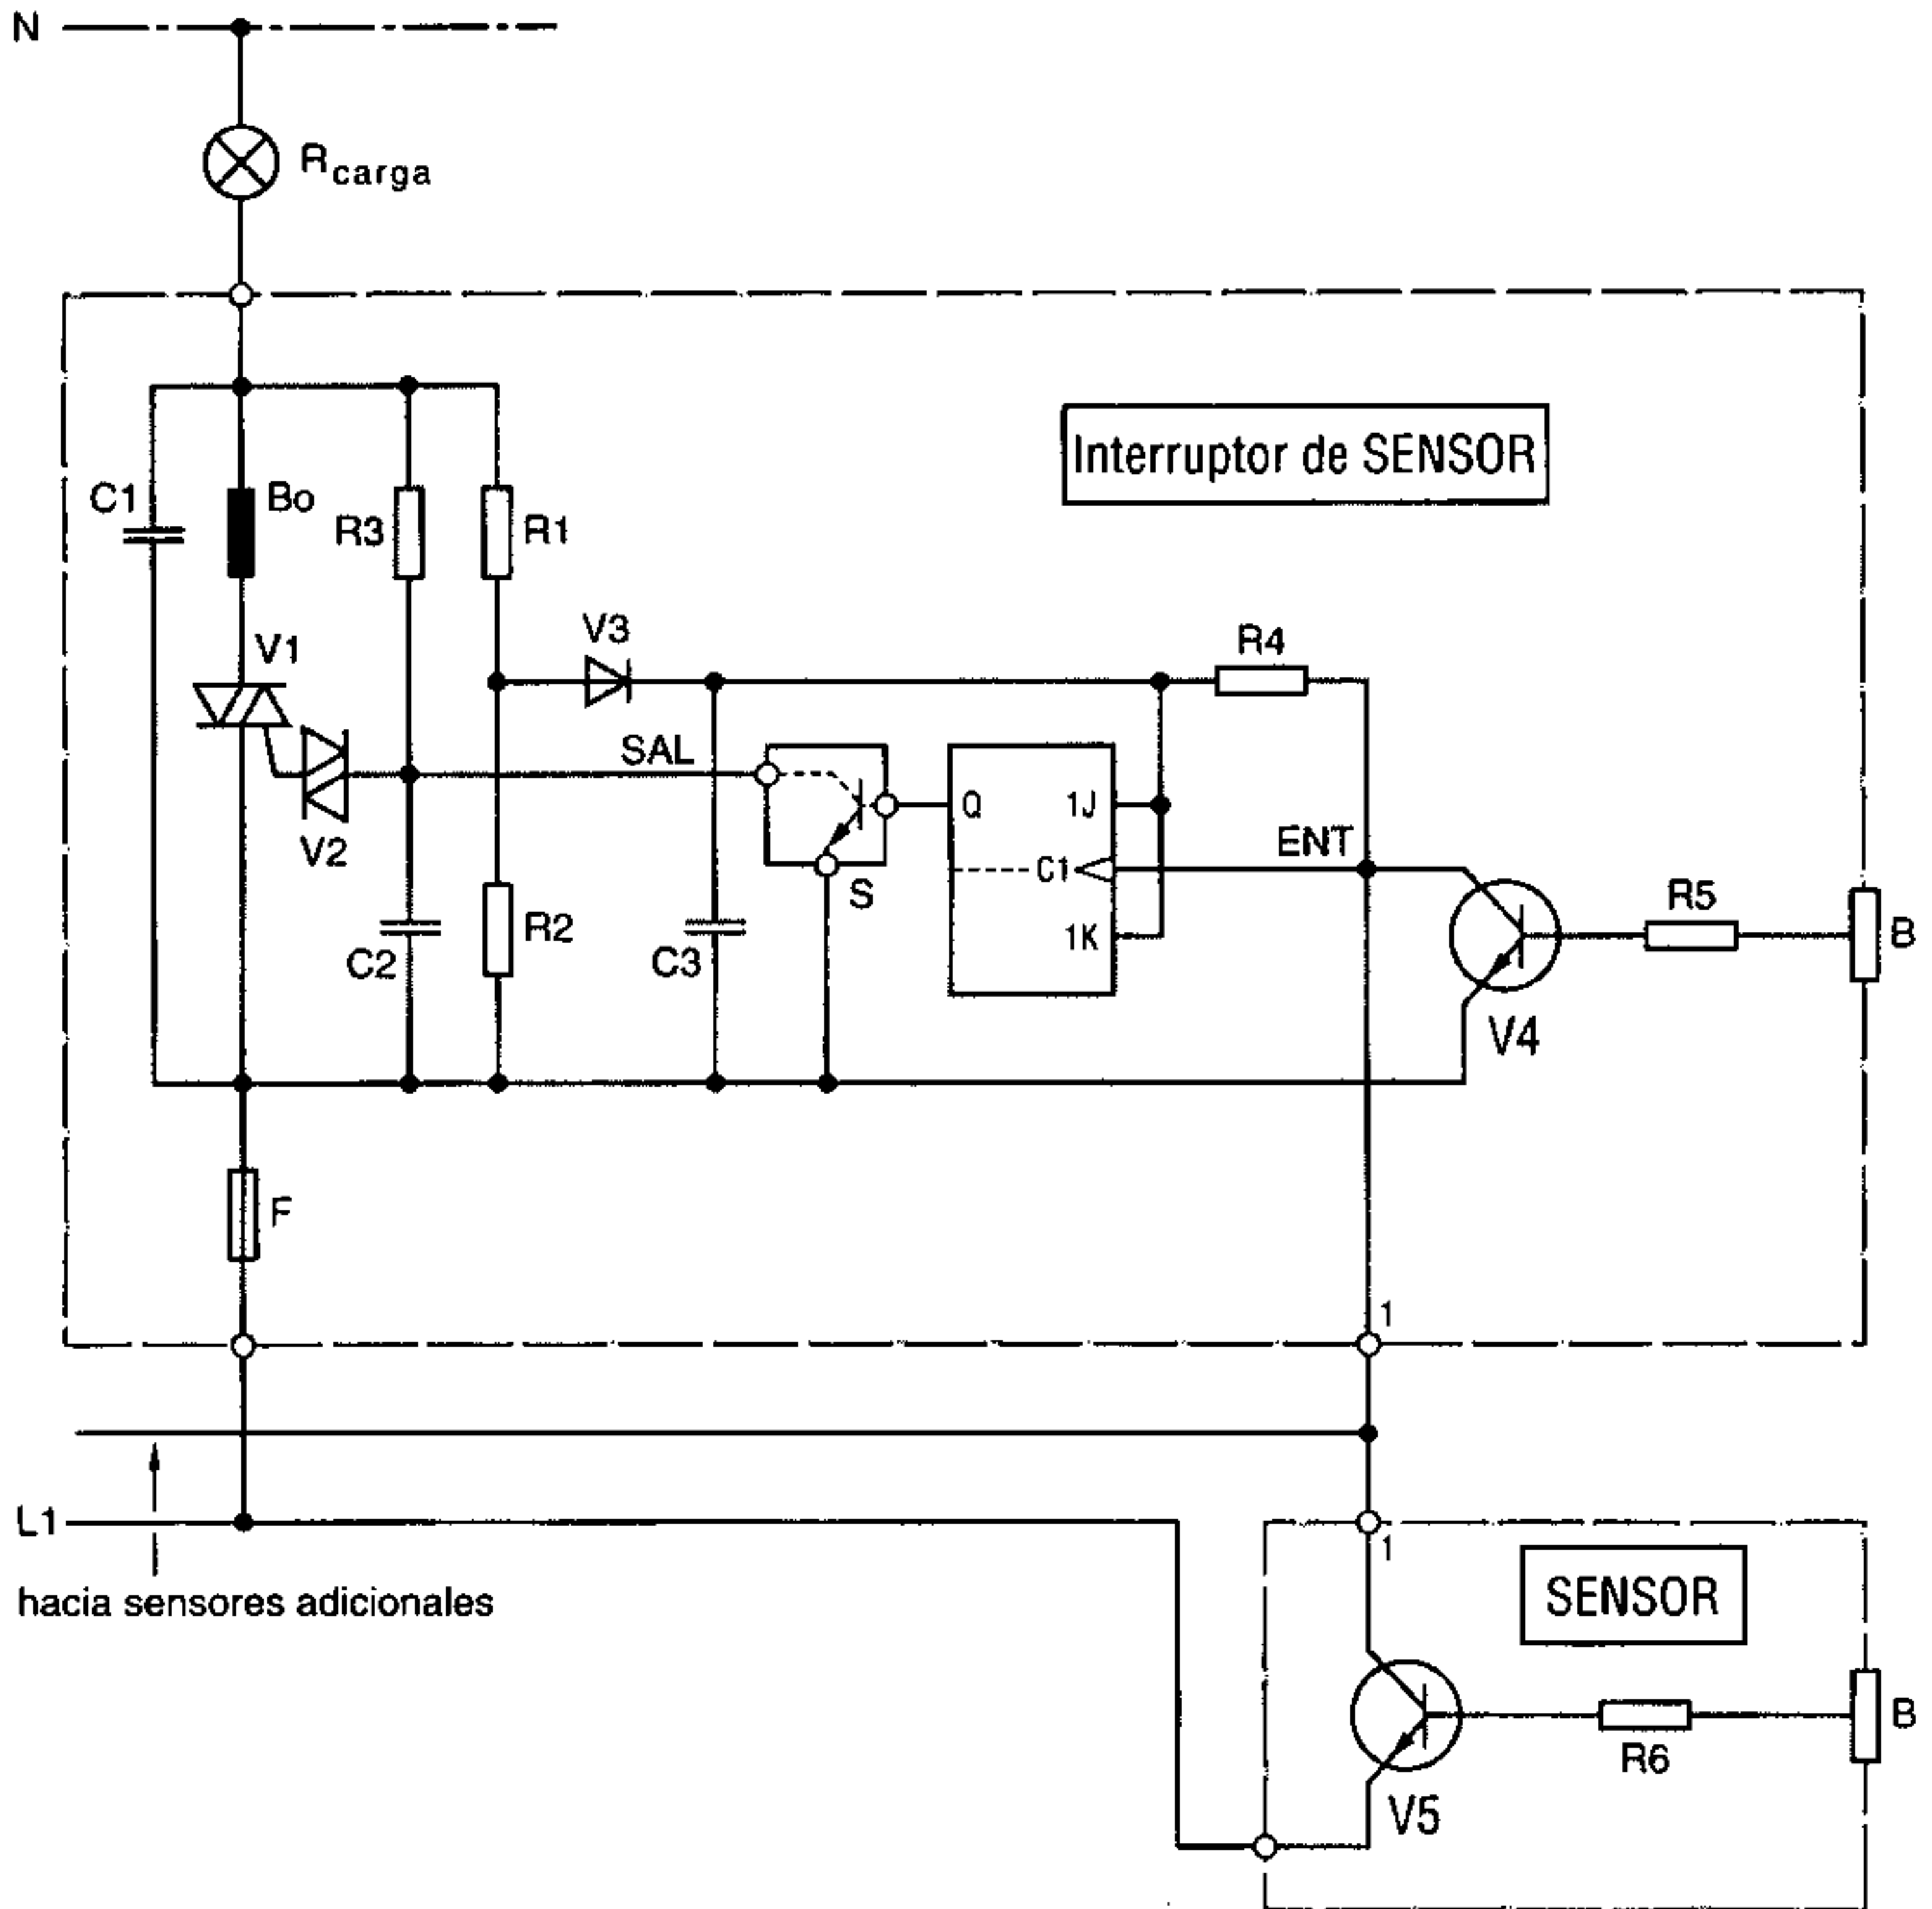 N
R carga
Interruptor de SENSOR
C1
Bo
R3
R1
V1
V3
R4
SAL
V2
Q
1J
ENT
C1
S
1K
R5
B
C2
R2
C3
V4
F
1
L1
1
hacia sensores adicionales
SENSOR
B
R6
V5